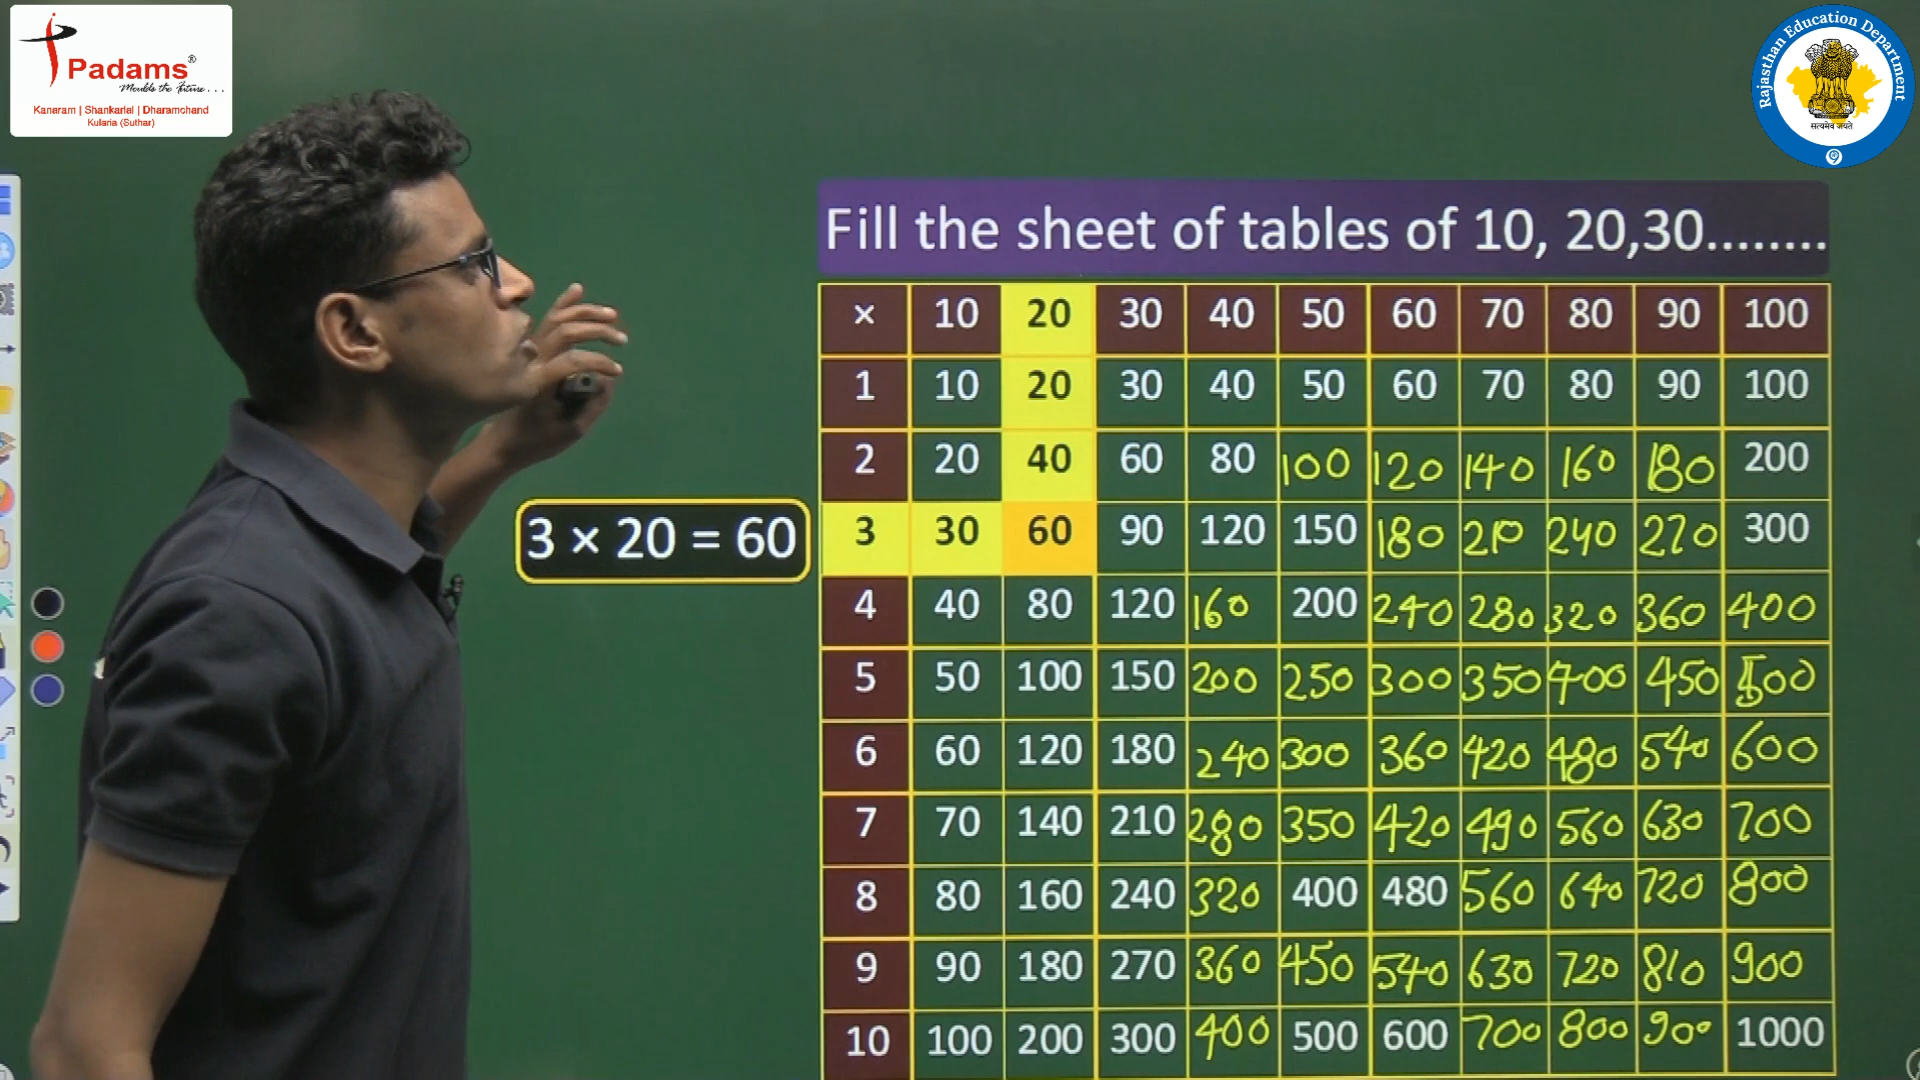 Padams®
Moulds the Future...
Kanaram | Shankarlal | Dharamchand
Kularia (Suthar)
Rajasthan Education Department
सत्यमेव जयते
Fill the sheet of tables of 10, 20,30........
× 10 20 30 40 50 60 70 80 90 100
1 10 20 30 40 50 60 70 80 90 100
2 20 40 60 80 100 120 140 160 180 200
3 × 20 = 60
3 30 60 90 120 150 180 210 240 270 300
4 40 80 120 160 200 240 280 320 360 400
5 50 100 150 200 250 300 350 400 450 500
6 60 120 180 240 300 360 420 480 540 600
7 70 140 210 280 350 420 490 560 630 700
8 80 160 240 320 400 480 560 640 720 800
9 90 180 270 360 450 540 630 720 810 900
10 100 200 300 400 500 600 700 800 900 1000